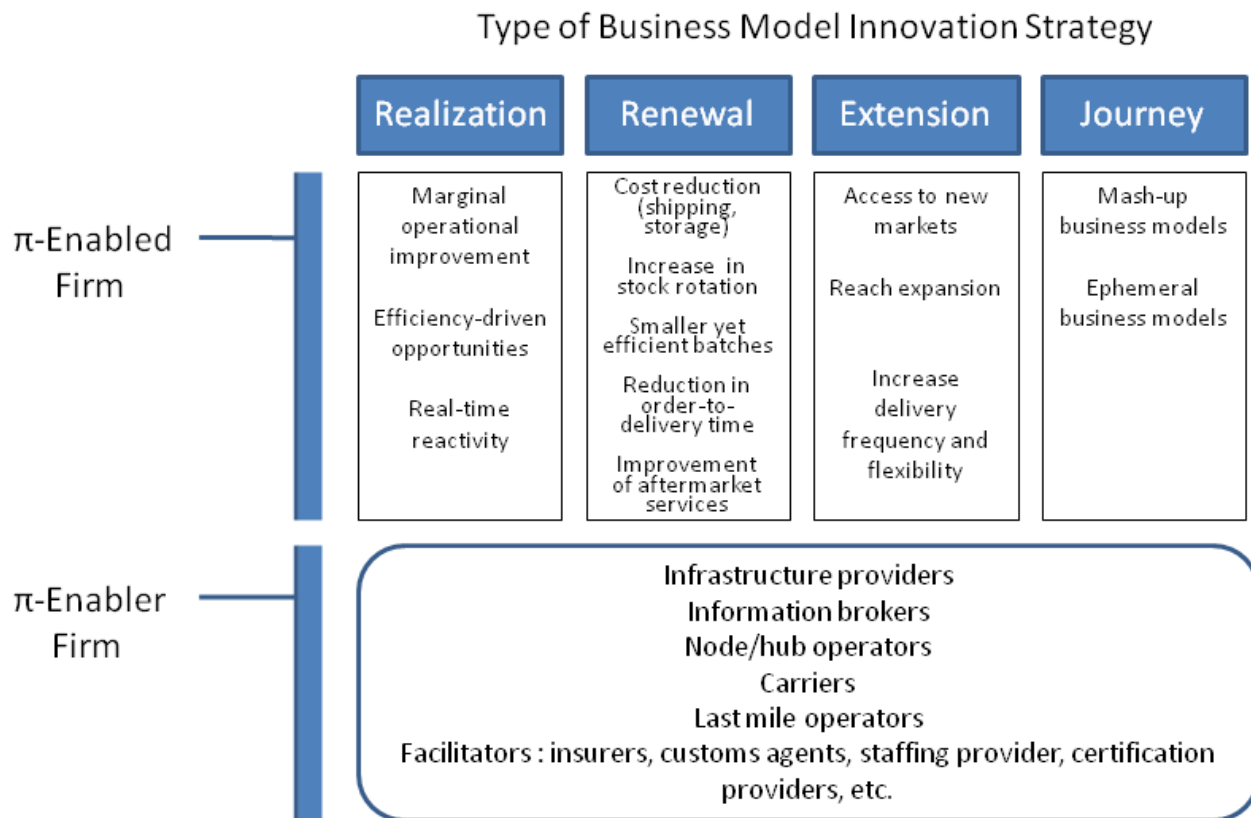 Type of Business Model Innovation Strategy
Realization
Renewal
Extension
Journey
π-Enabled
Firm
Marginal
operational
improvement
Efficiency-driven
opportunities
Real-time
reactivity
Cost reduction
(shipping,
storage)
Increase in
stock rotation
Smaller yet
efficient batches
Reduction in
order-to-
delivery time
Improvement
of aftermarket
services
Access to new
markets
Reach expansion
Increase
delivery
frequency and
flexibility
Mash-up
business models
Ephemeral
business models
π-Enabler
Firm
Infrastructure providers
Information brokers
Node/hub operators
Carriers
Last mile operators
Facilitators : insurers, customs agents, staffing provider, certification
providers, etc.